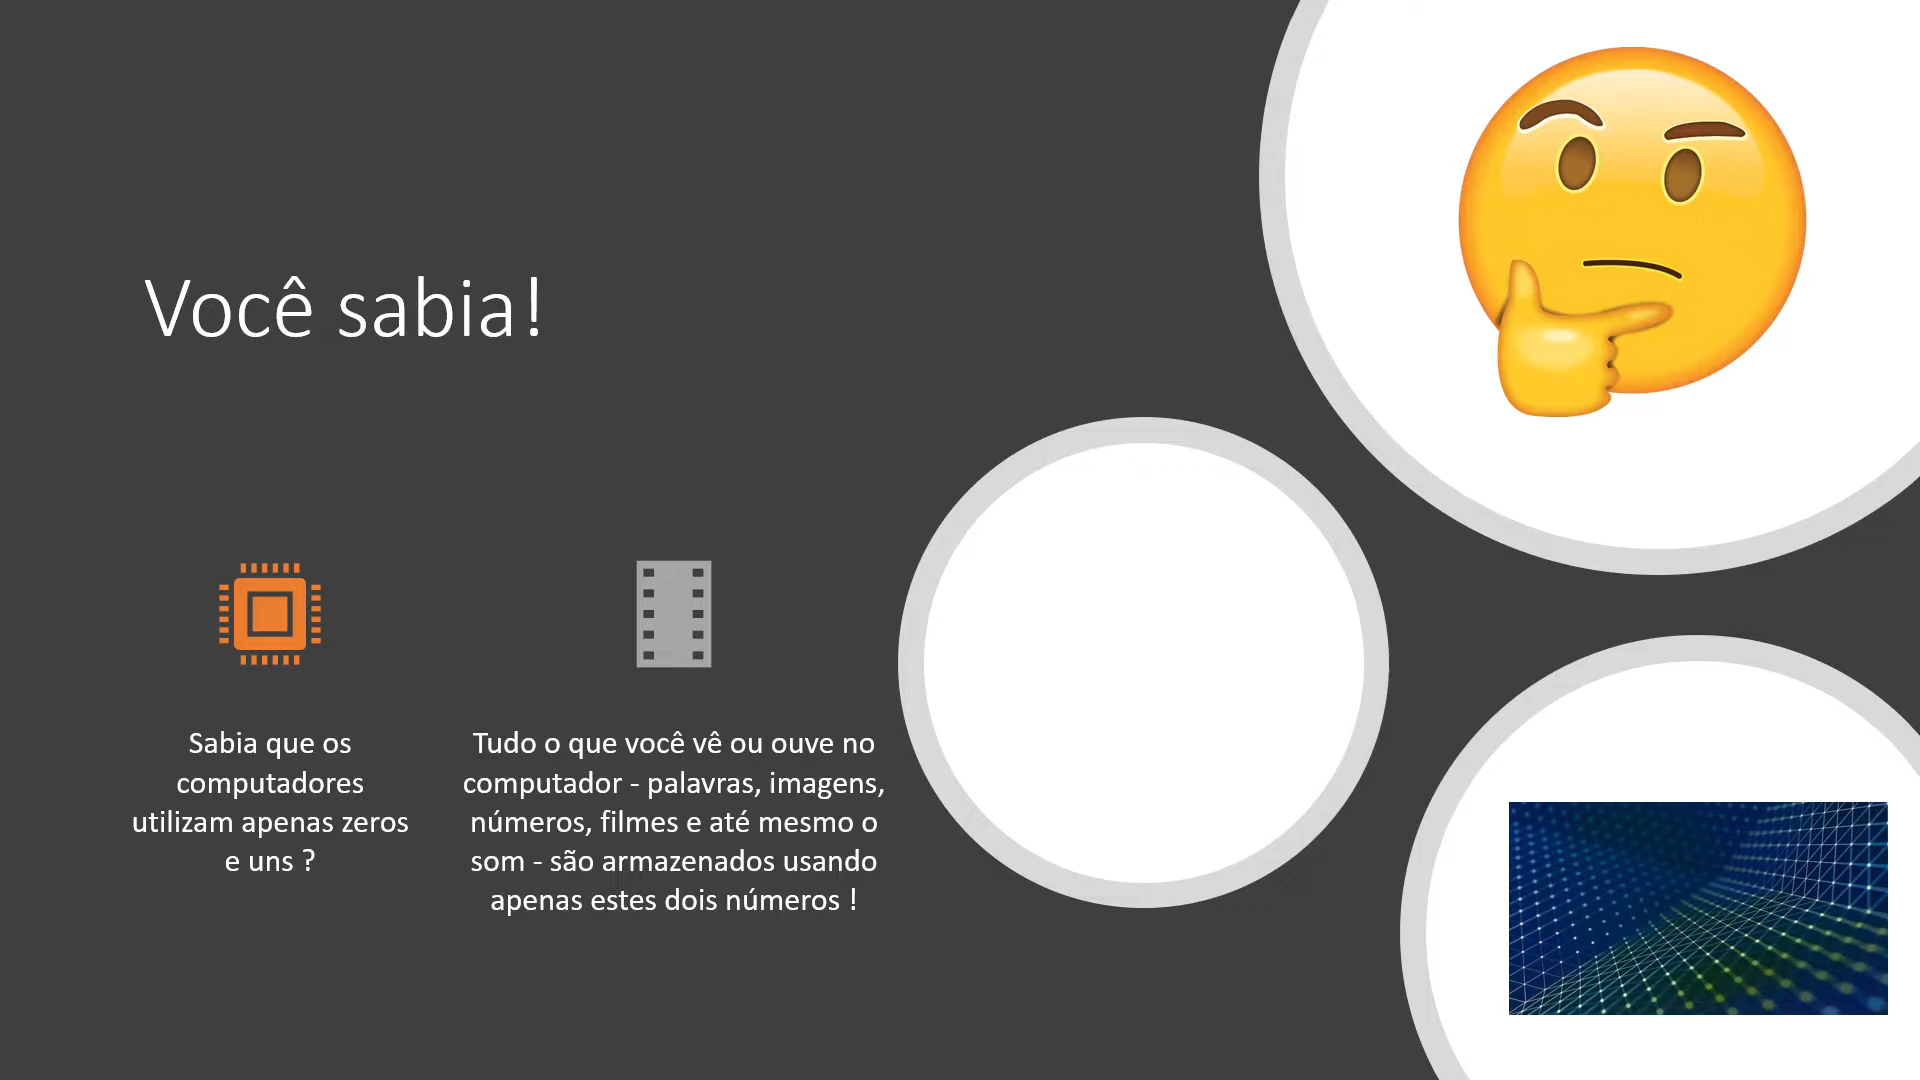 Você sabia!
Sabia que os
computadores
utilizam apenas zeros
e uns ?
Tudo o que você vê ou ouve no
computador - palavras, imagens,
números, filmes e até mesmo o
som - são armazenados usando
apenas estes dois números !